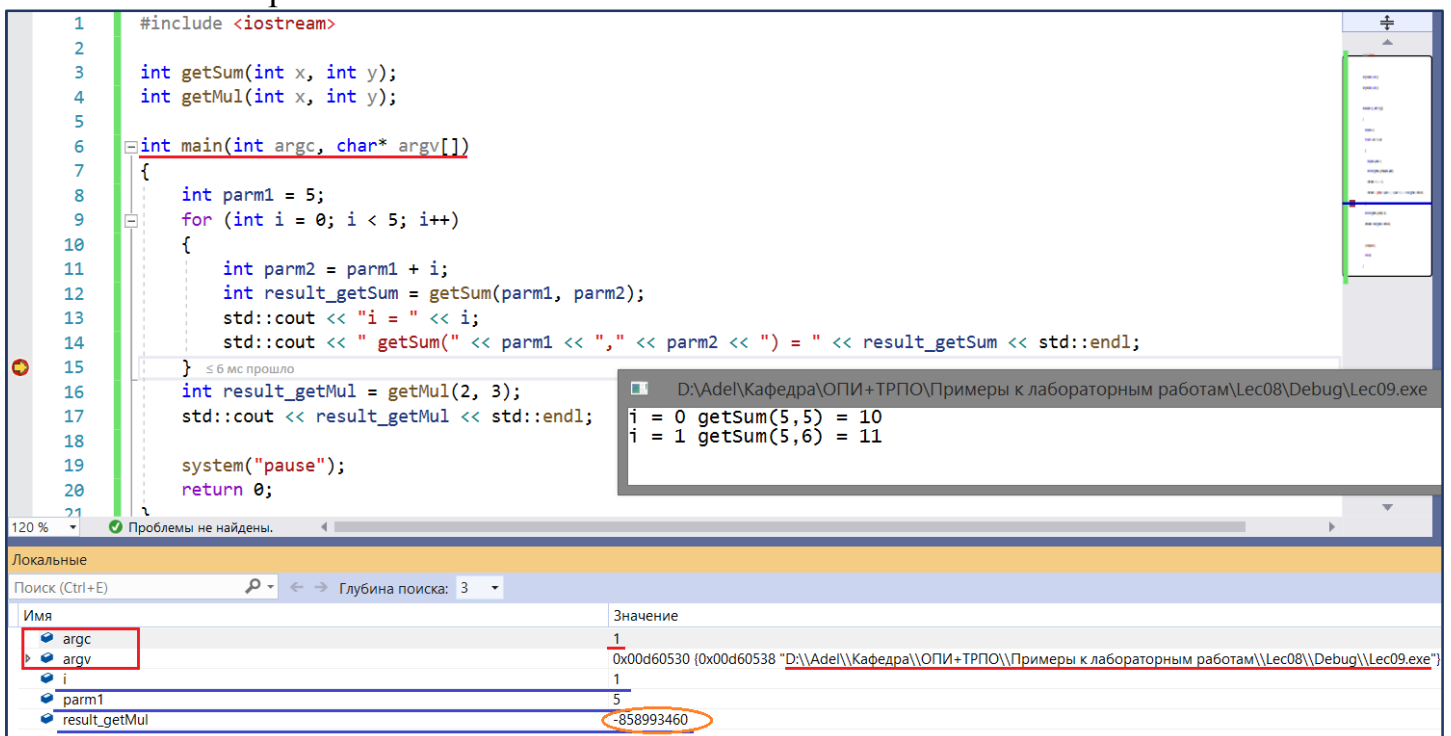 1 #include <iostream>
2
3 int getSum(int x, int y);
4 int getMul(int x, int y);
5
6 int main(int argc, char* argv[])
7 {
8 int parm1 = 5;
9 for (int i = 0; i < 5; i++)
10 {
11 int parm2 = parm1 + i;
12 int result_getSum = getSum(parm1, parm2);
13 std::cout << "i = " << i;
14 std::cout << " getSum(" << parm1 << "," << parm2 << ") = " << result_getSum << std::endl;
15 } ≤ 6 мс прошло
16 int result_getMul = getMul(2, 3);
17 std::cout << result_getMul << std::endl;
18
19 system("pause");
20 return 0;
21 }
D:\Adel\Кафедра\ОПИ+ТРПО\Примеры к лабораторным работам\Lec08\Debug\Lec09.exe
i = 0 getSum(5,5) = 10
i = 1 getSum(5,6) = 11
120 % Проблемы не найдены.
Локальные
Поиск (Ctrl+E) Глубина поиска: 3
Имя Значение
argc 1
argv 0x00d60530 {0x00d60538 "D:\\Adel\\Кафедра\\ОПИ+ТРПО\\Примеры к лабораторным работам\\Lec08\\Debug\\Lec09.exe"}
i 1
parm1 5
result_getMul -858993460